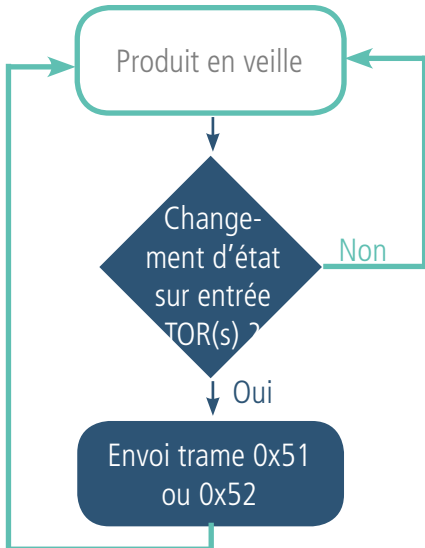 Produit en veille
Change-
ment d'état
sur entrée
TOR(s) ?
Non
Oui
Envoi trame 0x51
ou 0x52